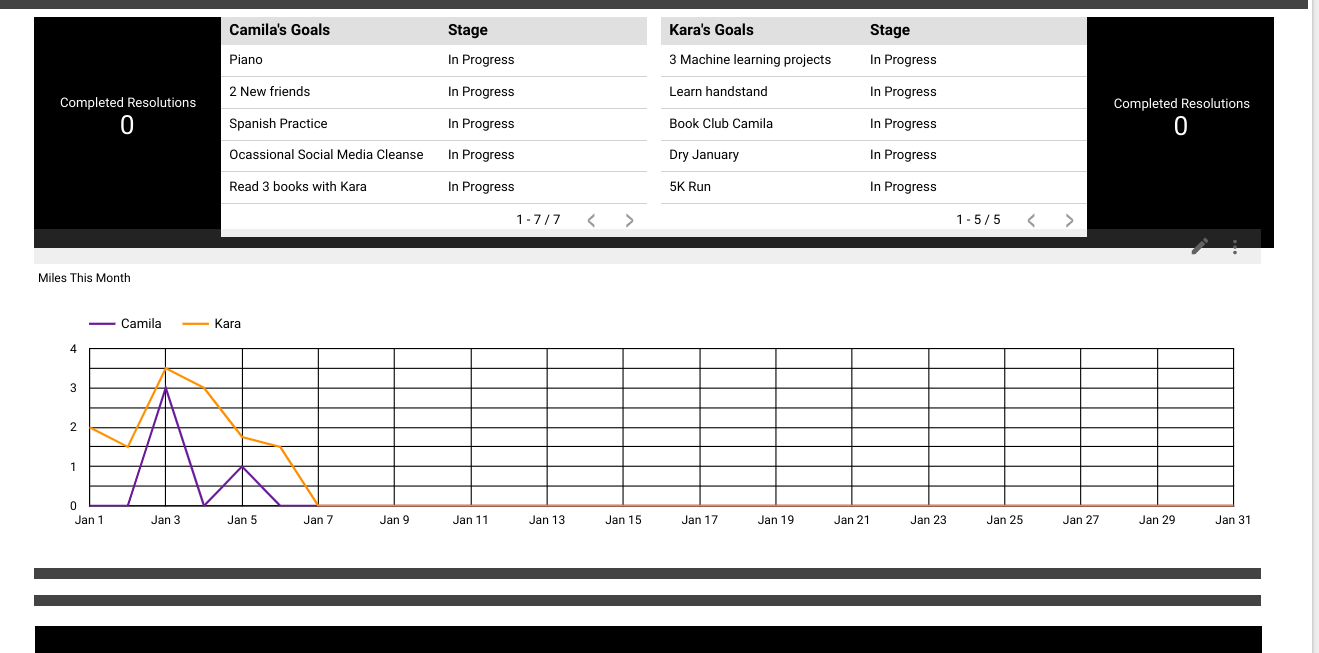 Completed Resolutions
0
Camila's Goals Stage
Piano In Progress
2 New friends In Progress
Spanish Practice In Progress
Ocassional Social Media Cleanse In Progress
Read 3 books with Kara In Progress
1 - 7 / 7
Kara's Goals Stage
3 Machine learning projects In Progress
Learn handstand In Progress
Book Club Camila In Progress
Dry January In Progress
5K Run In Progress
1 - 5 / 5
Completed Resolutions
0
Miles This Month
Camila Kara
4
3
2
1
0
Jan 1 Jan 3 Jan 5 Jan 7 Jan 9 Jan 11 Jan 13 Jan 15 Jan 17 Jan 19 Jan 21 Jan 23 Jan 25 Jan 27 Jan 29 Jan 31